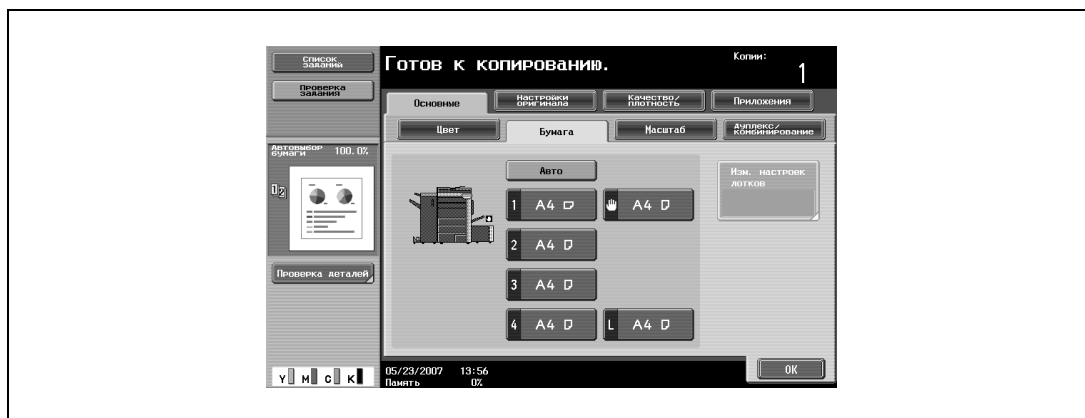 Список
заданий
Проверка
задания
Готов к копированию.
Копии:
1
Основные
Настройки
оригинала
Качество/
плотность
Приложения
Цвет
Бумага
Масштаб
Дуплекс/
комбинирование
Автовыбор
бумаги
100.0%
Проверка деталей
Авто
1 A4
A4
2 A4
3 A4
4 A4
L A4
Изм. настроек
лотков
Y M C K
05/23/2007 13:56
Память 0%
OK